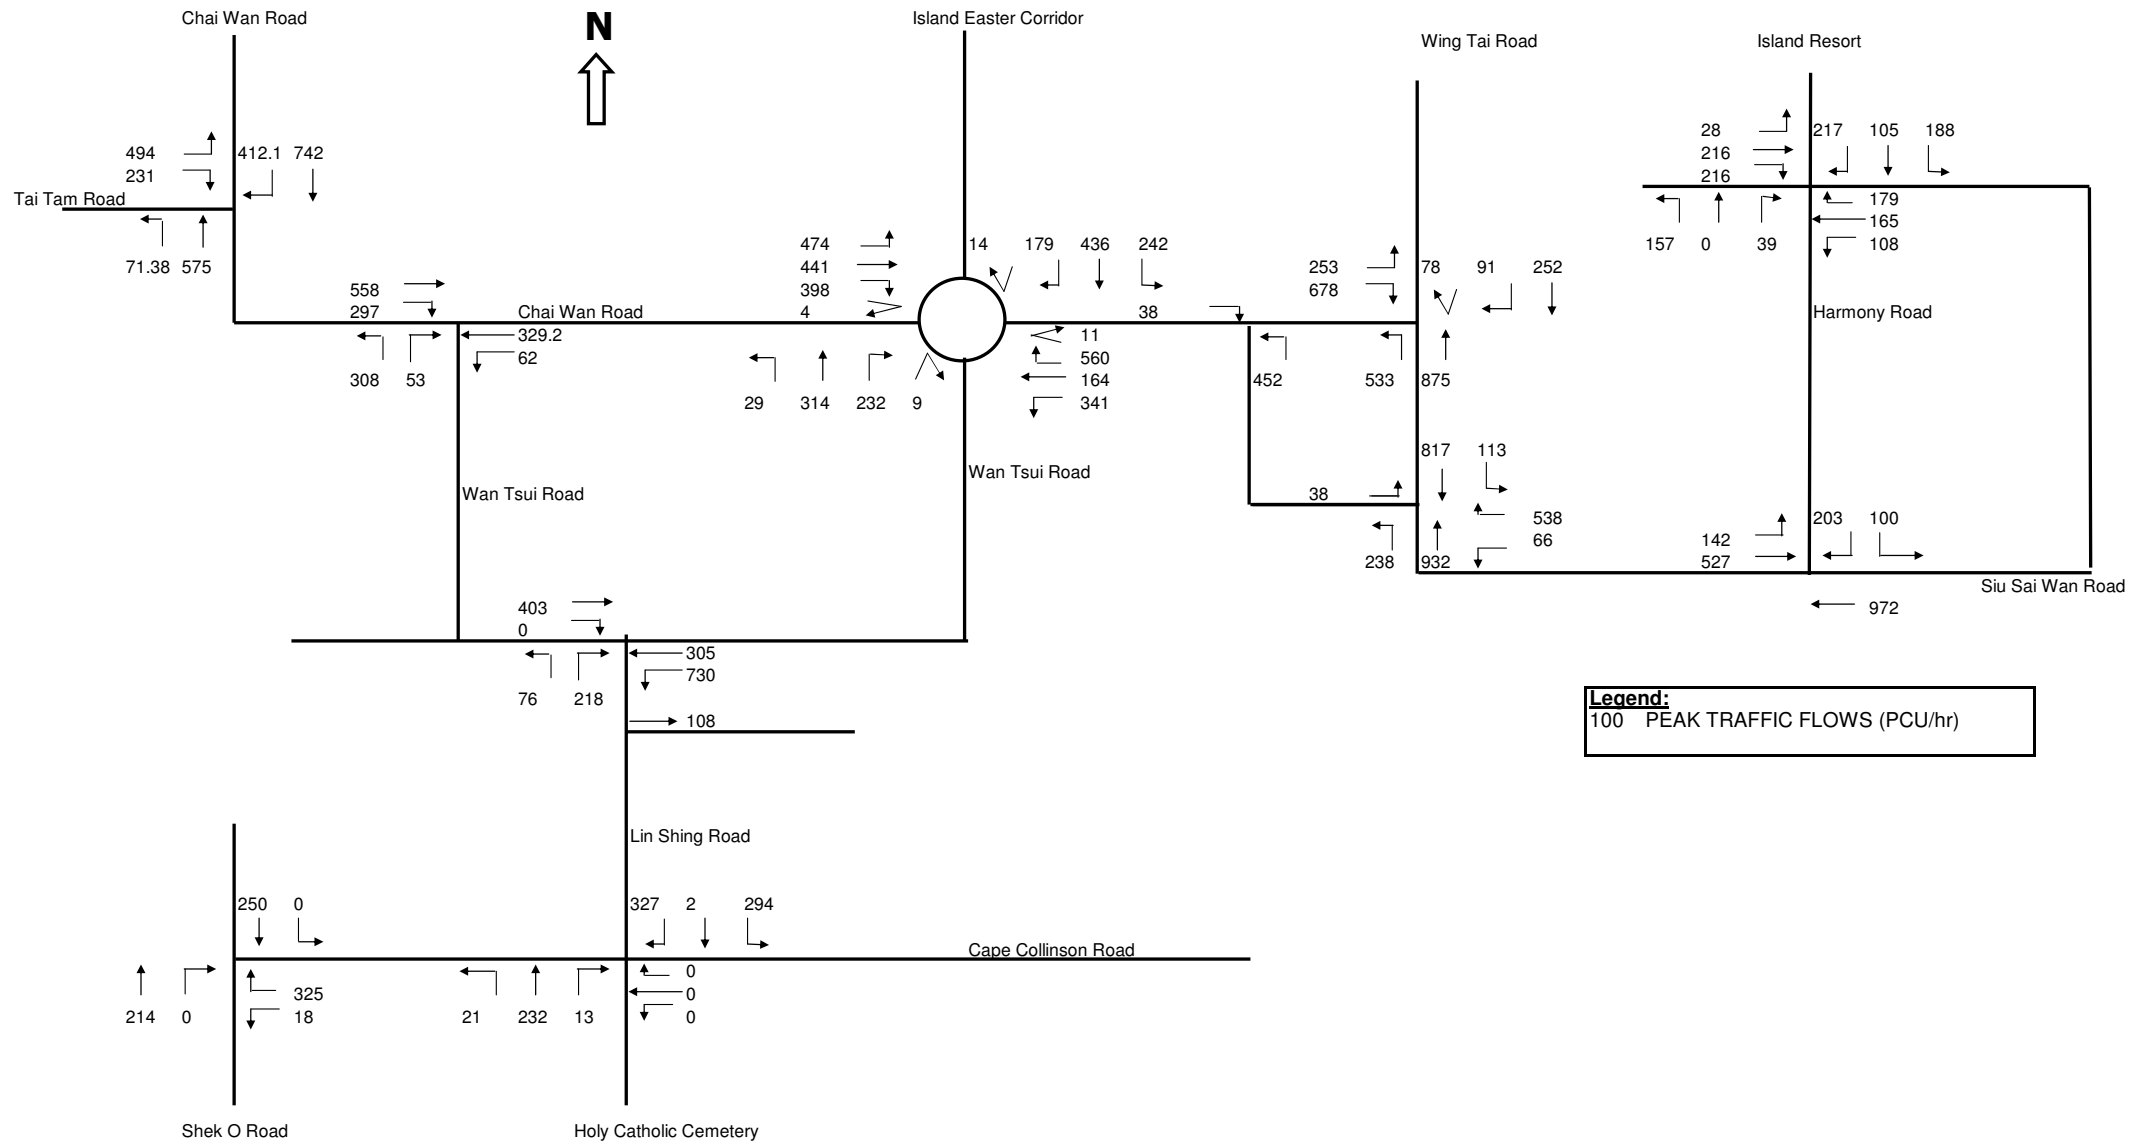 Chai Wan Road
N
Island Easter Corridor
Wing Tai Road
Island Resort
494
231
412.1 742
Tai Tam Road
71.38 575
28
216
216
217 105 188
179
165
108
157 0 39
474
441
398
4
14 179 436 242
253
678
78 91 252
558
297
Chai Wan Road
38
Harmony Road
329.2
62
308 53
11
560
164
341
29 314 232 9
452
533 875
817 113
Wan Tsui Road
Wan Tsui Road
38
538
66
238 932
142
527
203 100
Siu Sai Wan Road
972
403
0
305
730
76 218
108
Legend:
100 PEAK TRAFFIC FLOWS (PCU/hr)
Lin Shing Road
250 0
327 2 294
Cape Collinson Road
0
0
0
325
18
214 0
21 232 13
Shek O Road
Holy Catholic Cemetery